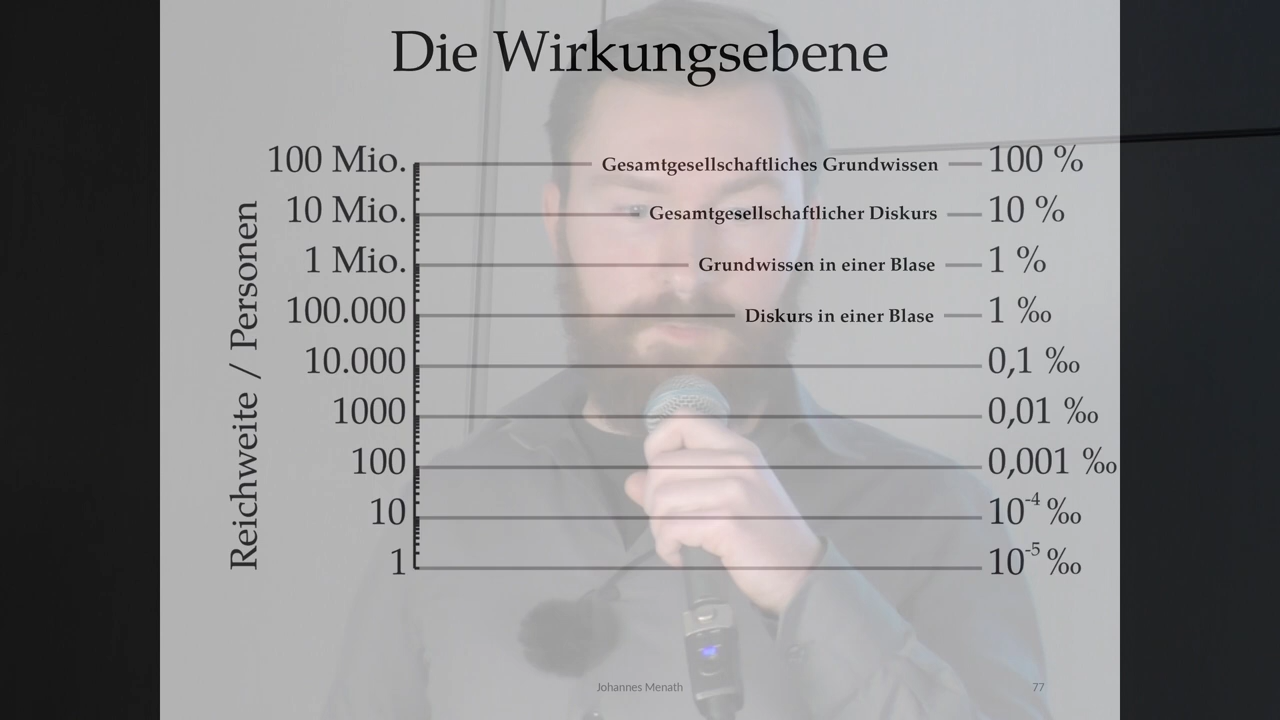 Die Wirkungsebene
Reichweite / Personen
100 Mio. Gesamtgesellschaftliches Grundwissen 100 %
10 Mio. Gesamtgesellschaftlicher Diskurs 10 %
1 Mio. Grundwissen in einer Blase 1 %
100.000 Diskurs in einer Blase 1 ‰
10.000 0,1 ‰
1000 0,01 ‰
100 0,001 ‰
10 10⁻⁴ ‰
1 10⁻⁵ ‰
Johannes Menath 77